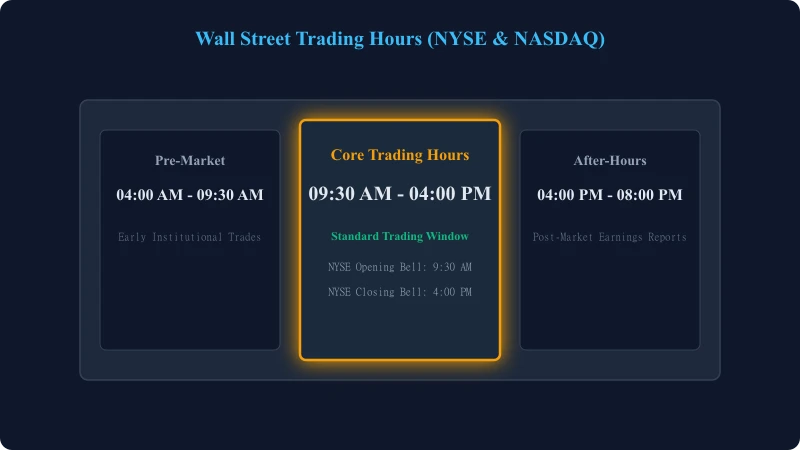 Wall Street Trading Hours (NYSE & NASDAQ)
Pre-Market
04:00 AM - 09:30 AM
Early Institutional Trades
Core Trading Hours
09:30 AM - 04:00 PM
Standard Trading Window
NYSE Opening Bell: 9:30 AM
NYSE Closing Bell: 4:00 PM
After-Hours
04:00 PM - 08:00 PM
Post-Market Earnings Reports